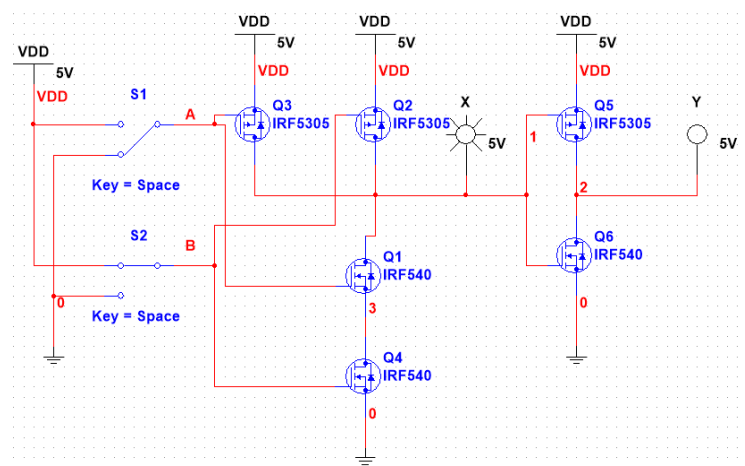 VDD
5V
VDD
S1
A
Key = Space
S2
B
0
Key = Space
VDD
5V
VDD
Q3
IRF5305
VDD
5V
VDD
Q2
IRF5305
X
5V
Q1
IRF540
3
Q4
IRF540
0
VDD
5V
VDD
Q5
IRF5305
1
2
Q6
IRF540
0
Y
5V